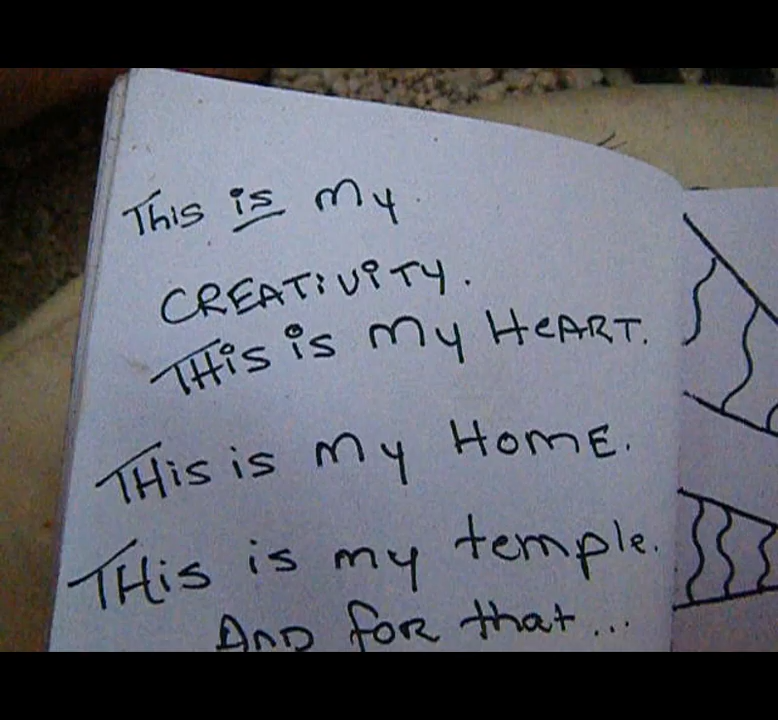 This is my
CREATiViTY.
THis is my HeART.
THis is my HomE.
THis is my temple.
AND foR that...